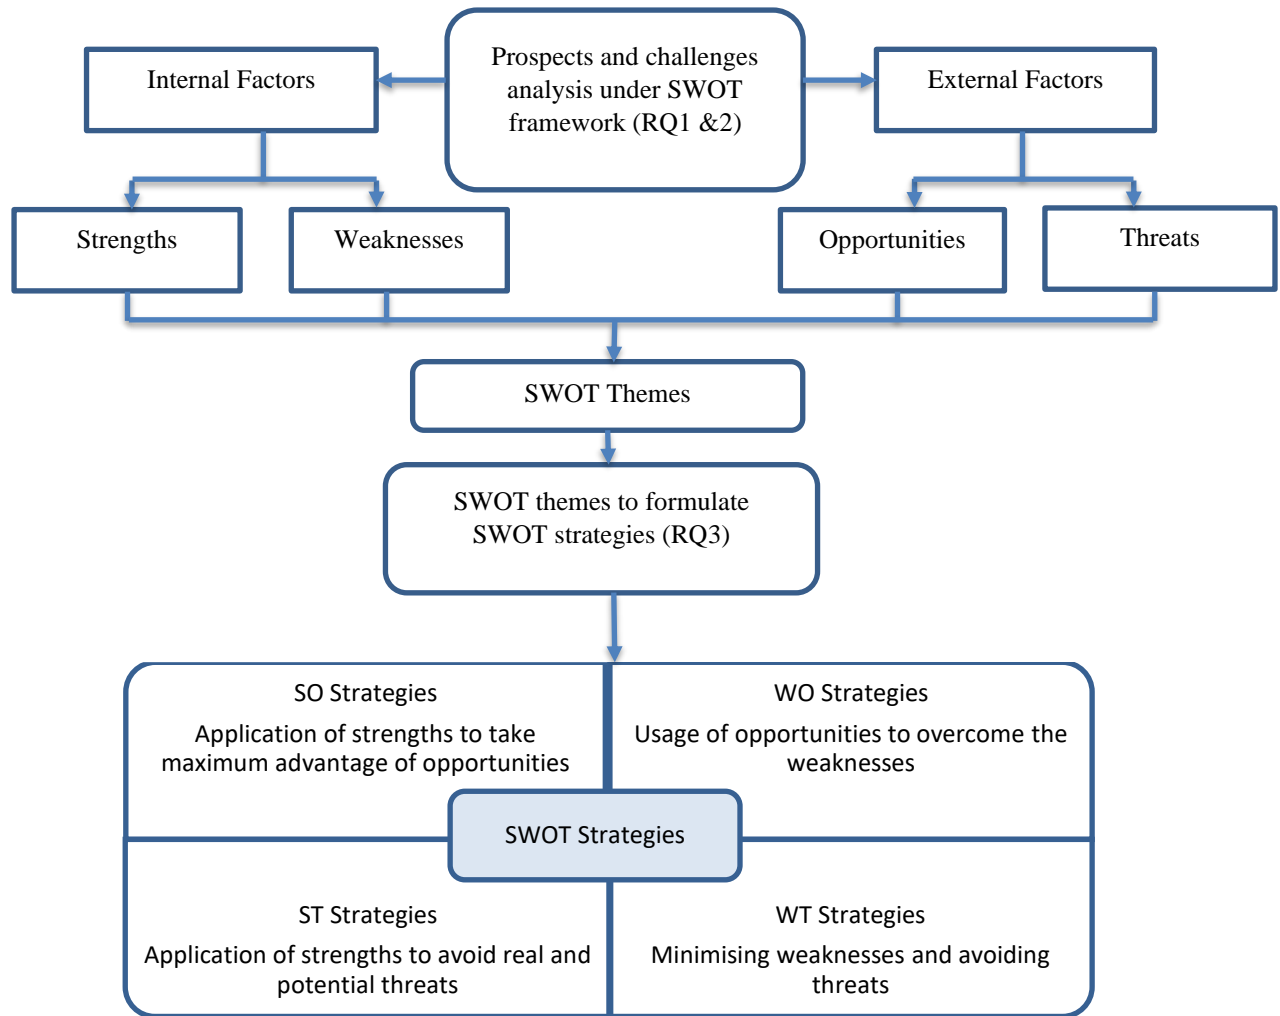 Prospects and challenges
analysis under SWOT
framework (RQ1 &2)
Internal Factors
External Factors
Strengths
Weaknesses
Opportunities
Threats
SWOT Themes
SWOT themes to formulate
SWOT strategies (RQ3)
SO Strategies
Application of strengths to take
maximum advantage of opportunities
WO Strategies
Usage of opportunities to overcome the
weaknesses
SWOT Strategies
ST Strategies
Application of strengths to avoid real and
potential threats
WT Strategies
Minimising weaknesses and avoiding
threats